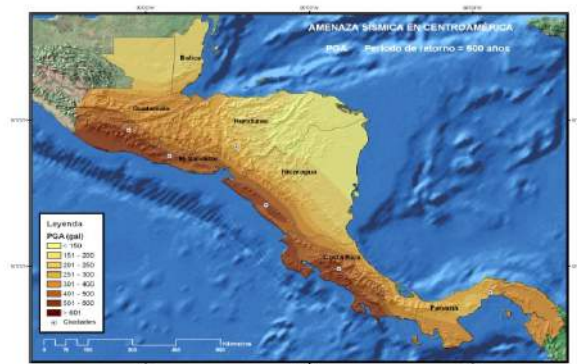 AMENAZA SÍSMICA EN CENTROAMÉRICA
PGA Período de retorno = 500 años
Belice
Guatemala
Honduras
El Salvador
Nicaragua
Costa Rica
Panamá
Leyenda
PGA (gal)
< 150
151 - 200
201 - 250
251 - 300
301 - 400
401 - 500
501 - 600
> 601
Ciudades